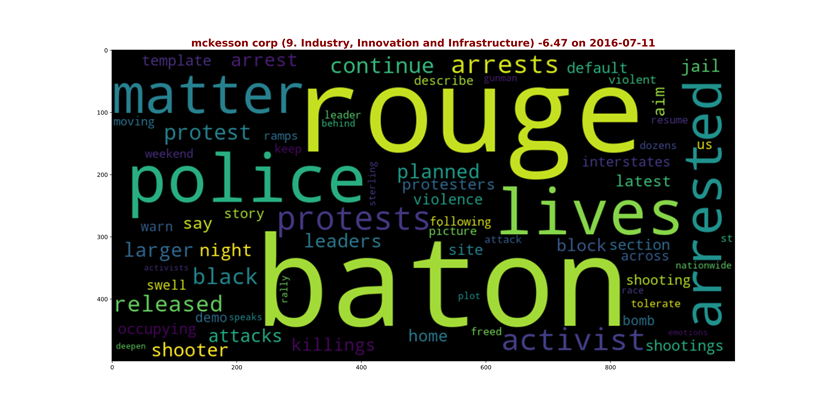 mckesson corp (9. Industry, Innovation and Infrastructure) -6.47 on 2016-07-11
0
100
200
300
400
0
200
400
600
800
template arrest continue arrests default jail
describe gunman violent
matter rouge aim arrested
moving leader behind resume
protest ramps us
weekend keep dozens
police sterling planned interstates
protesters latest
violence
story protests following lives
warn say picture
larger night leaders site attack block section st
across
activists black baton nationwide
swell rally plot shooting
race
released tolerate
demo speaks bomb
occupying attacks home freed activist emotions
deepen shooter killings shootings